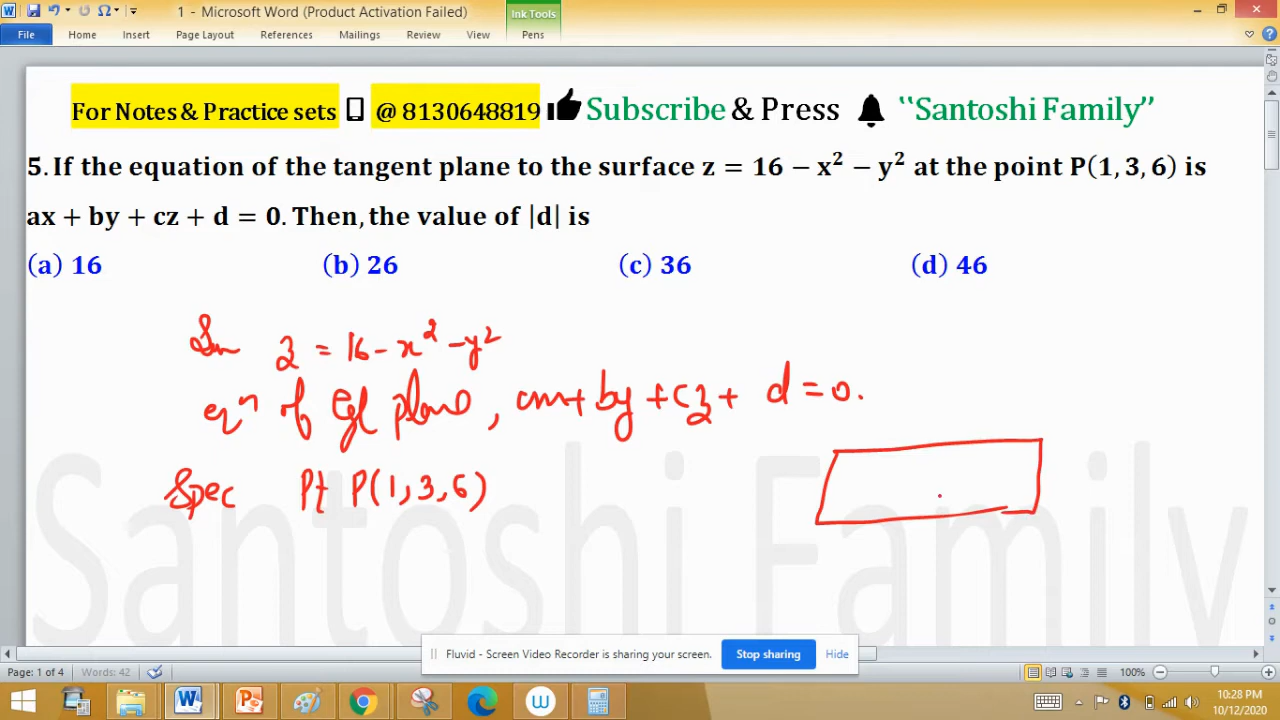 1 - Microsoft Word (Product Activation Failed)
Ink Tools
File Home Insert Page Layout References Mailings Review View Pens
For Notes & Practice sets @ 8130648819 Subscribe & Press "Santoshi Family"
5. If the equation of the tangent plane to the surface z = 16 − x² − y² at the point P(1, 3, 6) is
ax + by + cz + d = 0. Then, the value of |d| is
(a) 16 (b) 26 (c) 36 (d) 46
z = 16 - x² - y²
eqn of tgt plane, ax + by + cz + d = 0.
Spec Pt P(1,3,6)
Santoshi Family
Fluvid - Screen Video Recorder is sharing your screen. Stop sharing Hide
Page: 1 of 4 Words: 42 100%
10:28 PM
10/12/2020